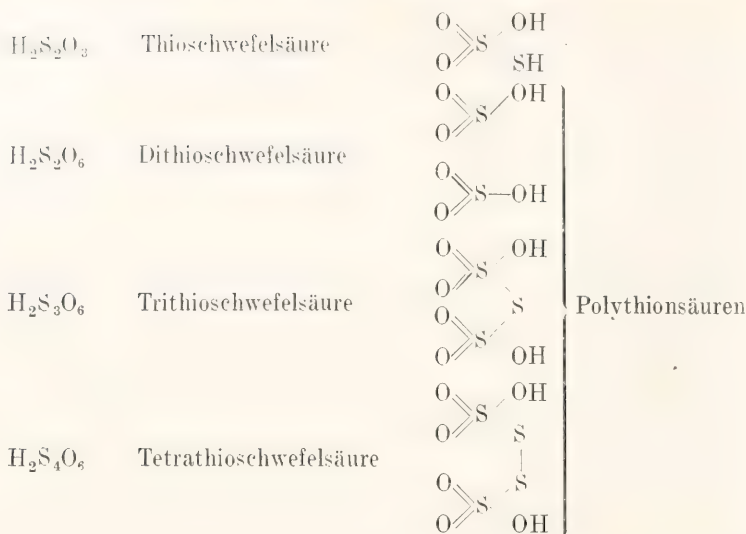 O OH
H₂S₂O₃ Thioschwefelsäure S
O SH
O OH
S
O
H₂S₂O₆ Dithioschwefelsäure
O
S—OH
O
O OH
S
O
H₂S₃O₆ Trithioschwefelsäure S Polythionsäuren
O
S
O OH
O OH
S
O S
H₂S₄O₆ Tetrathioschwefelsäure
O S
S
O OH